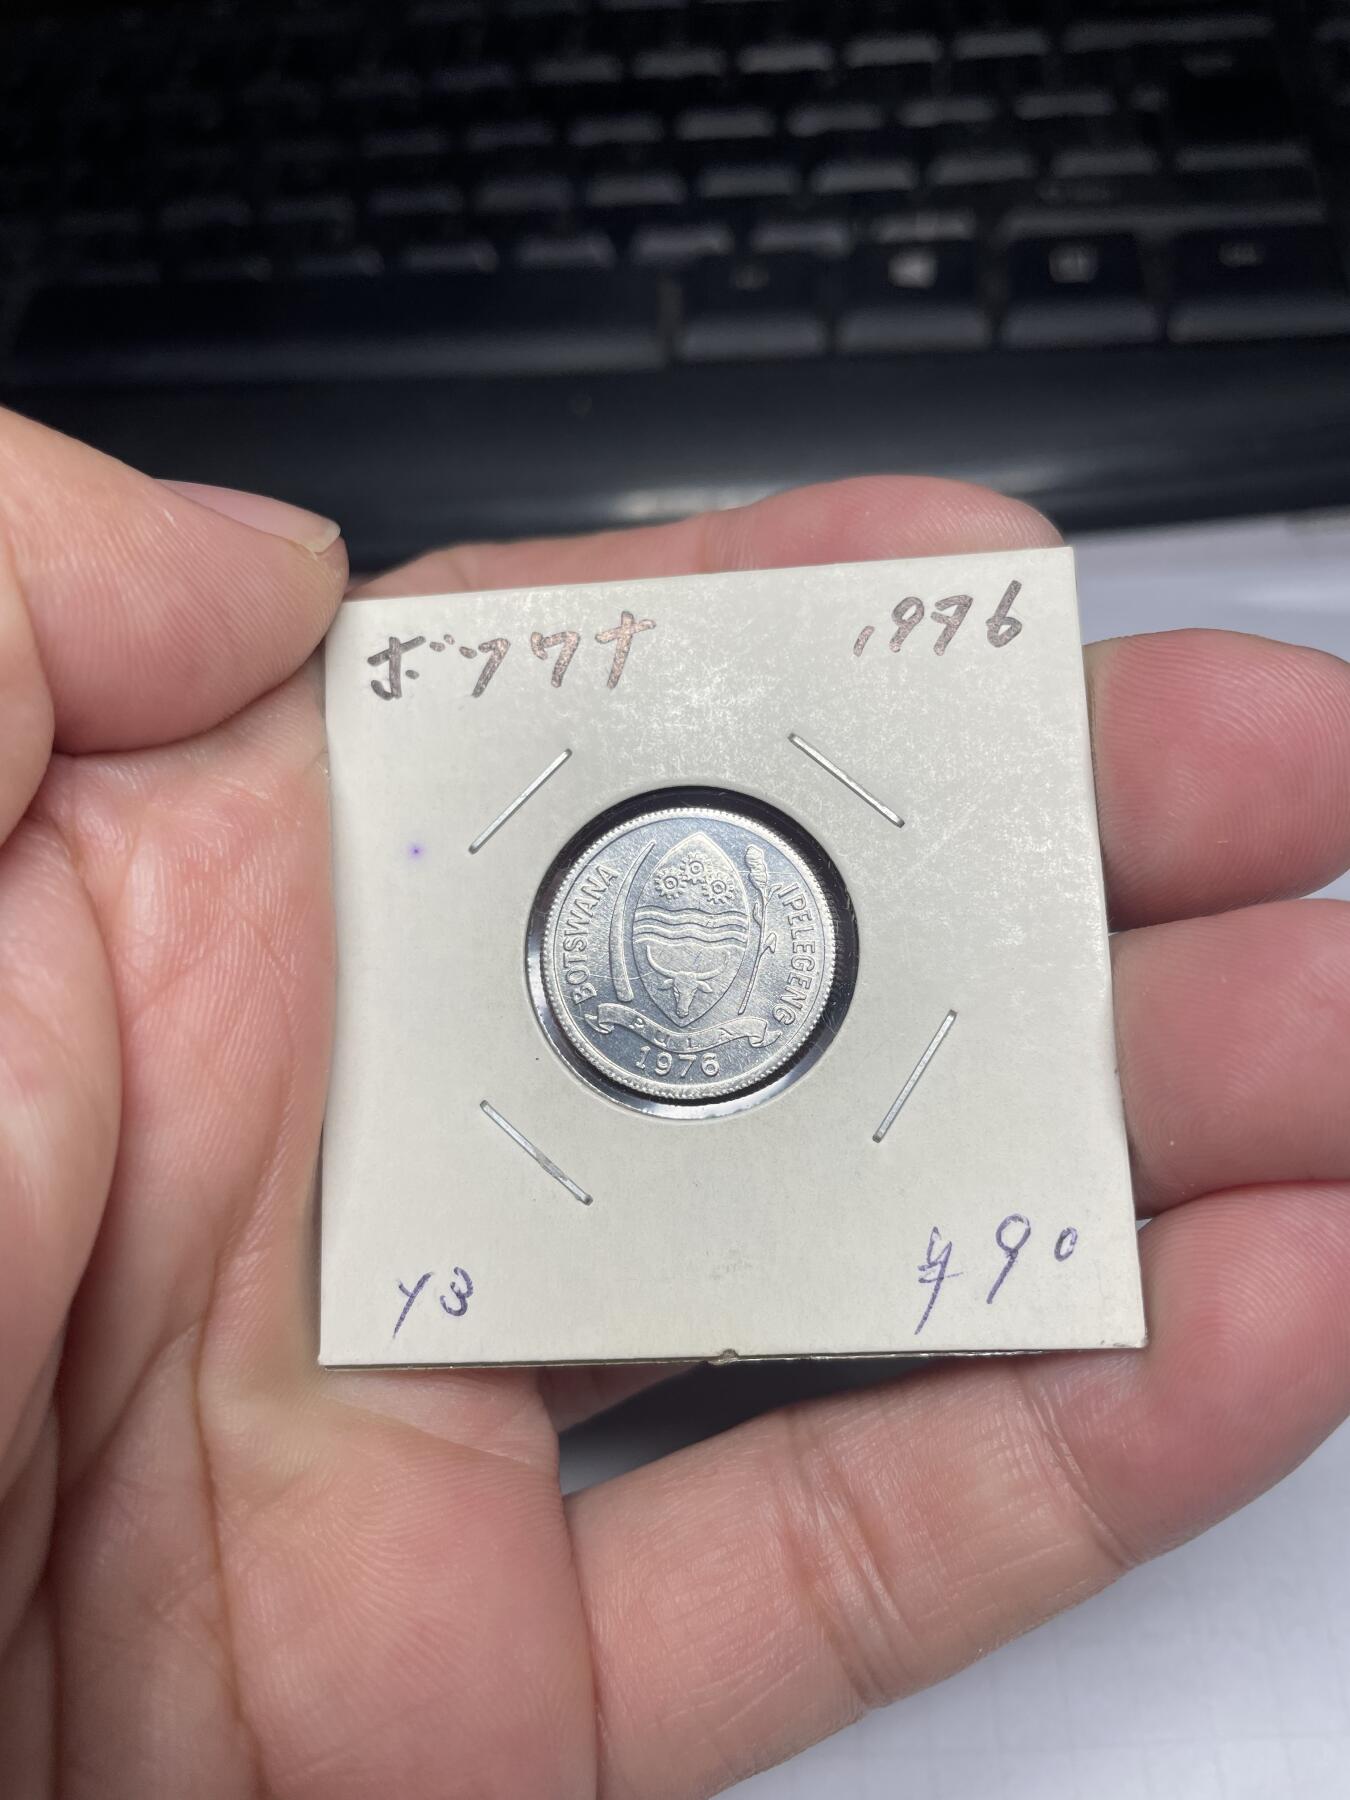 ボツワナ 1976
BOTSWANA
IPELEGENG
PULA
1976
Y3 ¥90